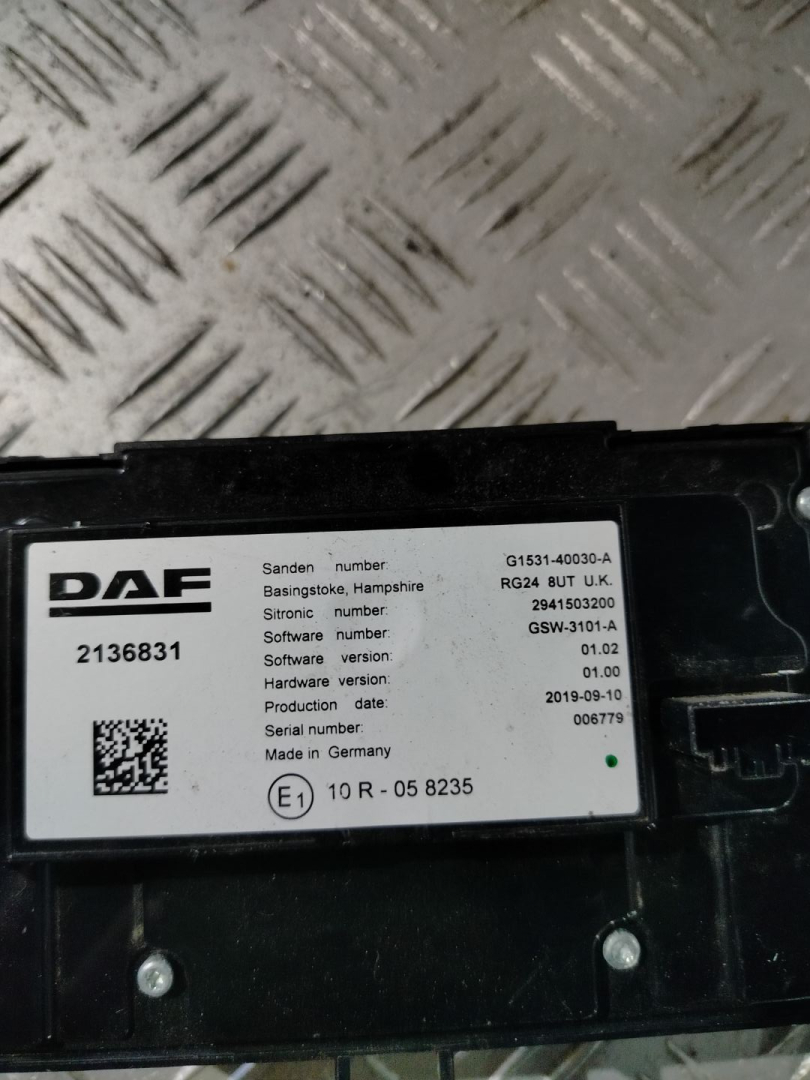 DAF
2136831
Sanden number: G1531-40030-A
Basingstoke, Hampshire RG24 8UT U.K.
Sitronic number: 2941503200
Software number: GSW-3101-A
Software version: 01.02
Hardware version: 01.00
Production date: 2019-09-10
Serial number: 006779
Made in Germany
E1 10 R - 05 8235